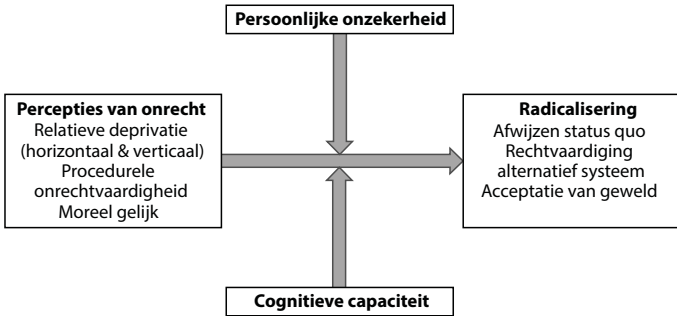 Persoonlijke onzekerheid
Percepties van onrecht
Relatieve deprivatie
(horizontaal & verticaal)
Procedurele
onrechtvaardigheid
Moreel gelijk
Radicalisering
Afwijzen status quo
Rechtvaardiging
alternatief systeem
Acceptatie van geweld
Cognitieve capaciteit